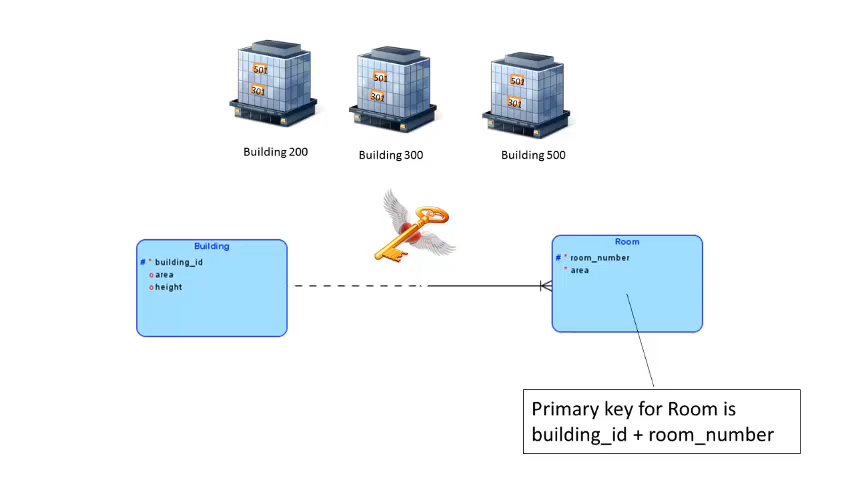 501
301
501
301
501
301
Building 200
Building 300
Building 500
Building
# * building_id
o area
o height
Room
# * room_number
* area
Primary key for Room is
building_id + room_number